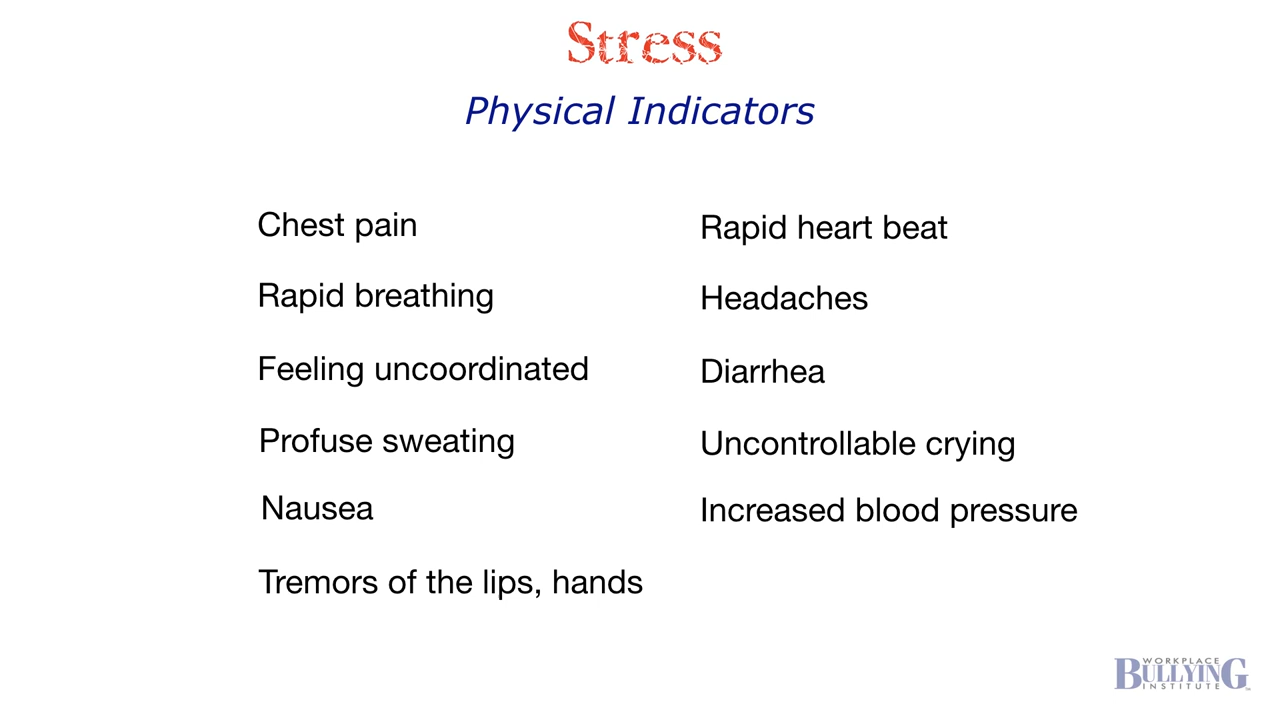 Stress
Physical Indicators
Chest pain
Rapid breathing
Feeling uncoordinated
Profuse sweating
Nausea
Tremors of the lips, hands
Rapid heart beat
Headaches
Diarrhea
Uncontrollable crying
Increased blood pressure
WORKPLACE
BULLYING
INSTITUTE